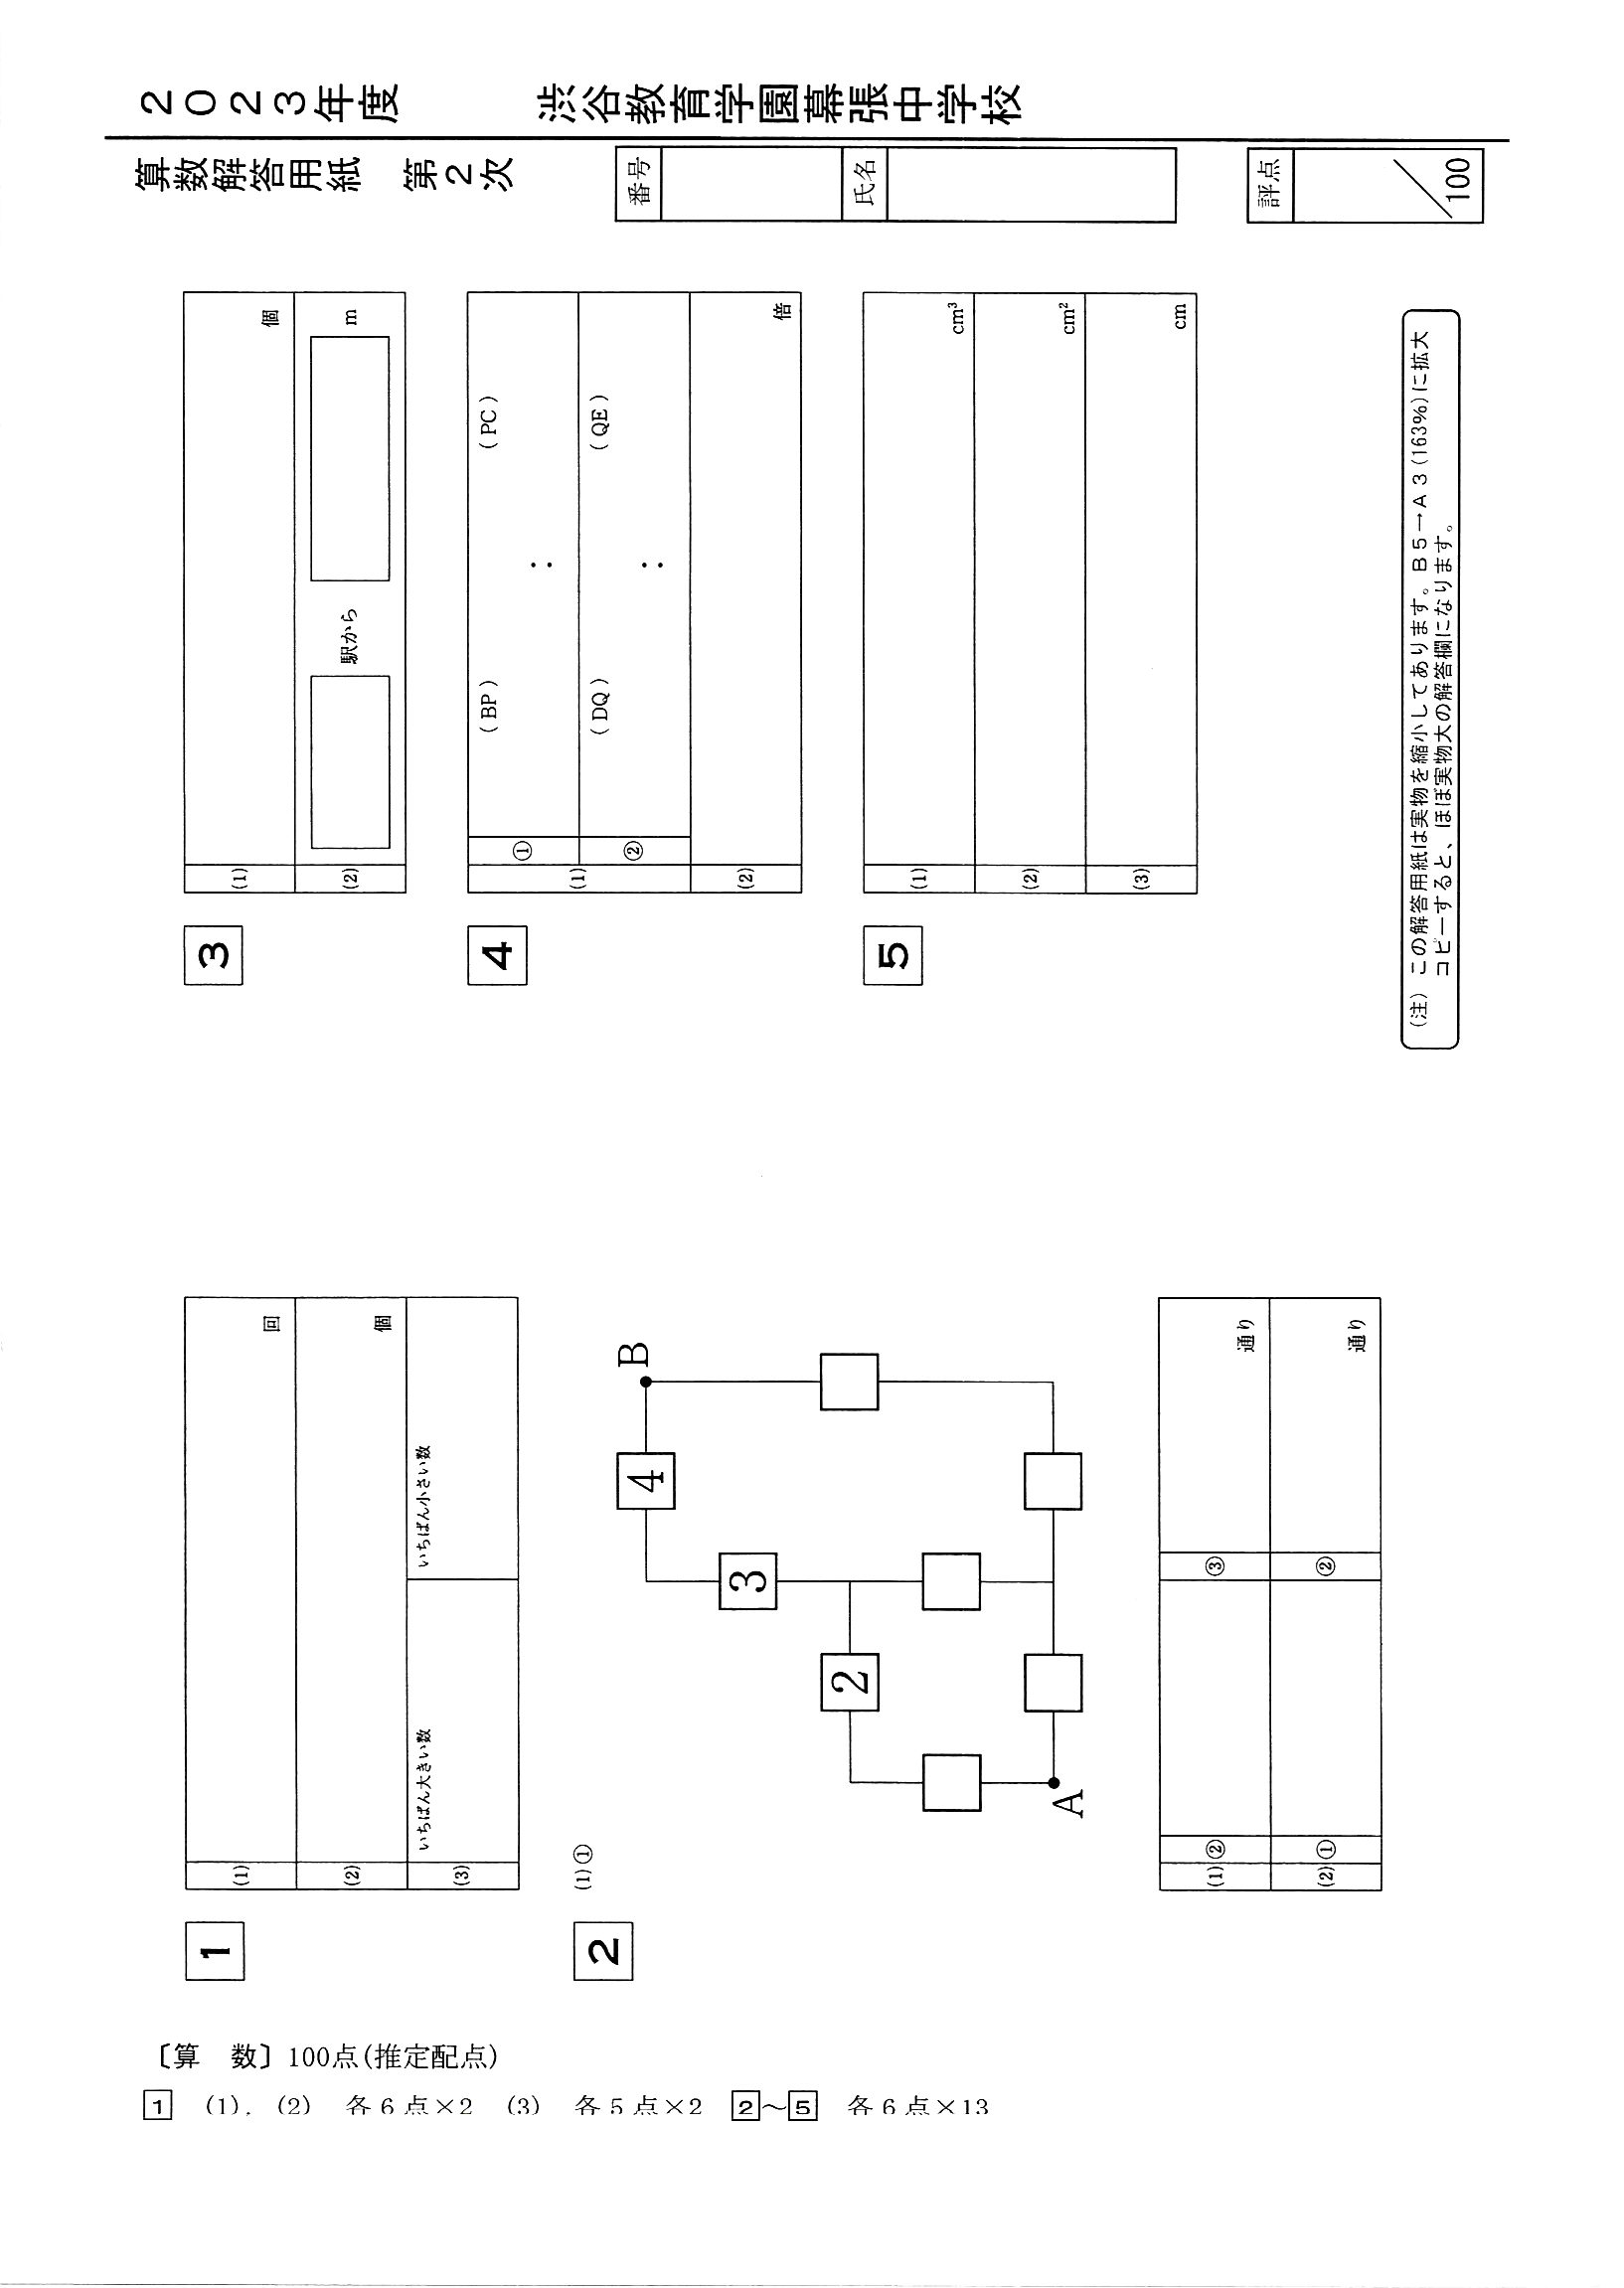 2023年度 渋谷教育学園幕張中学校
算数解答用紙 第2次
番号
氏名
評点
/100
1
(1) 回
(2) 個
(3) いちばん大きい数 いちばん小さい数
2
(1)①
A
B
2
3
4
(1) ② ③ 通り
(2) ① ② 通り
3
(1) 個
(2) 駅から m
4
(1) ① (BP) : (PC)
② (DQ) : (QE)
(2) 倍
5
(1) cm³
(2) cm²
(3) cm
(注) この解答用紙は実物を縮小してあります。B5→A3(163%)に拡大
コピーすると、ほぼ実物大の解答欄になります。
〔算 数〕100点(推定配点)
1 (1),(2) 各6点×2 (3) 各5点×2 2～5 各6点×13